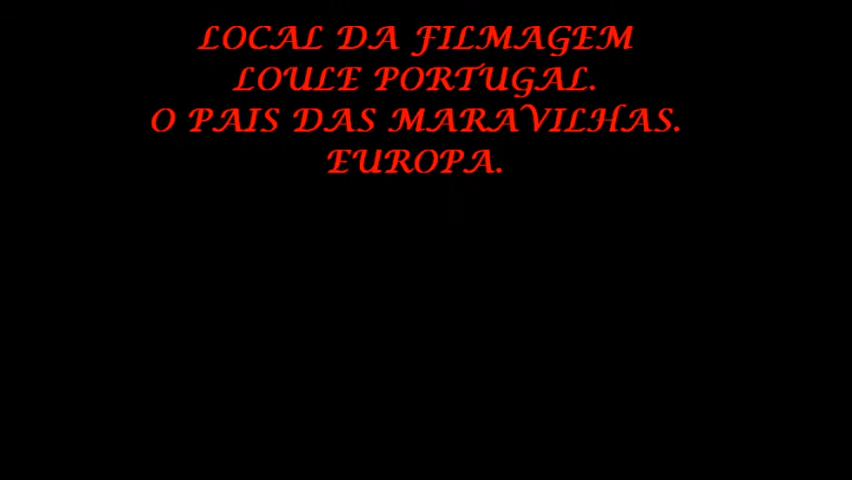 LOCAL DA FILMAGEM
LOULE PORTUGAL.
O PAIS DAS MARAVILHAS.
EUROPA.